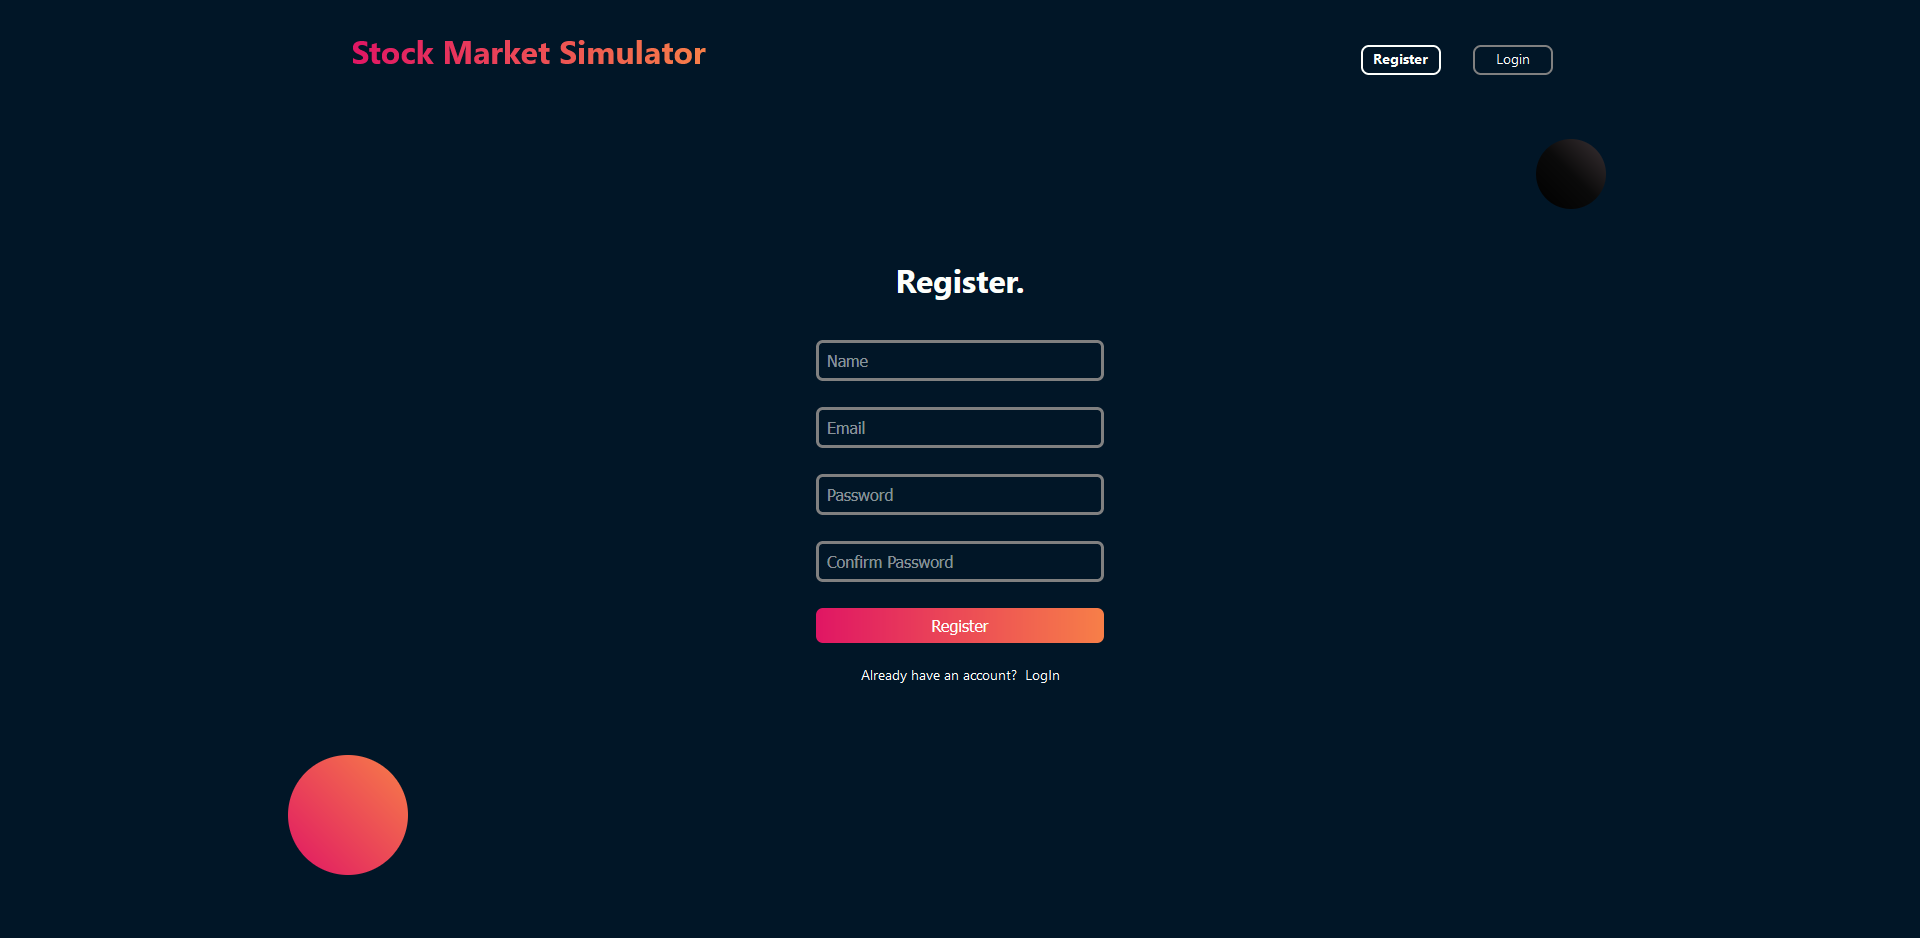 Stock Market Simulator
Register
Login
Register.
Name
Email
Password
Confirm Password
Register
Already have an account? LogIn